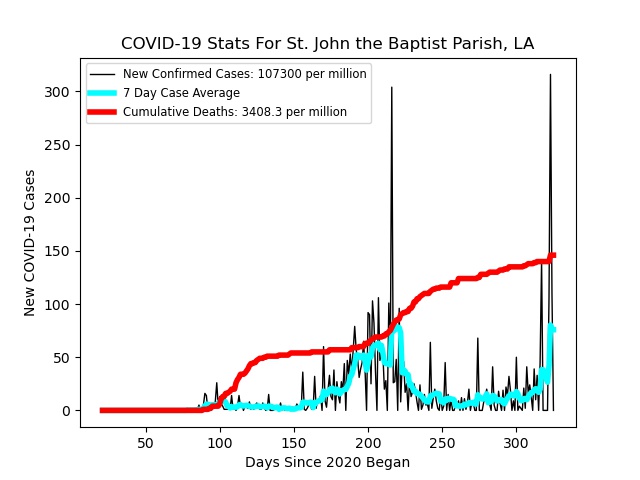 COVID-19 Stats For St. John the Baptist Parish, LA
New Confirmed Cases: 107300 per million
7 Day Case Average
Cumulative Deaths: 3408.3 per million
New COVID-19 Cases
300
250
200
150
100
50
0
50 100 150 200 250 300
Days Since 2020 Began